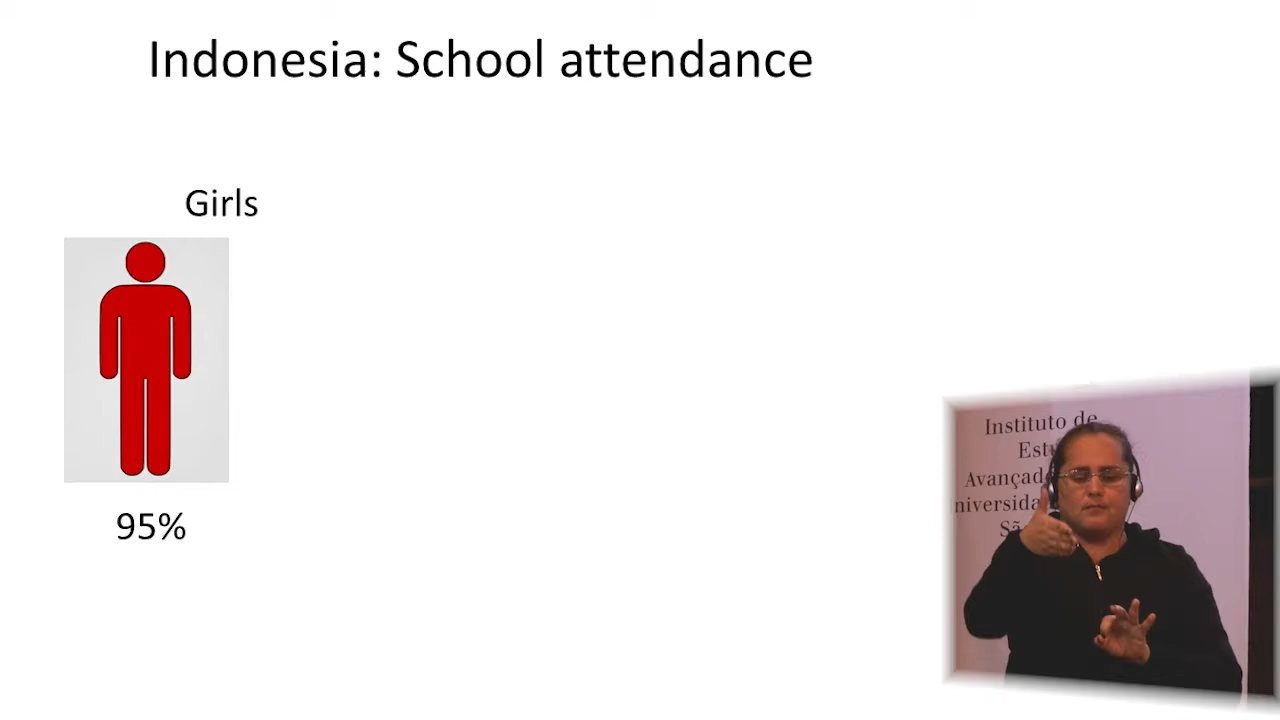 Indonesia: School attendance
Girls
95%
Instituto de
Avançad
niversida